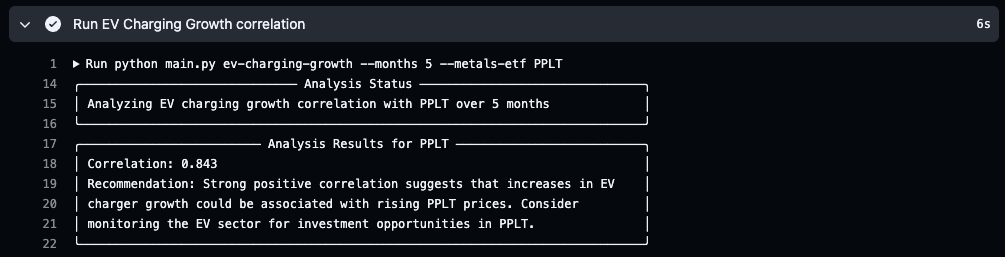 Run EV Charging Growth correlation 6s
1 ▶ Run python main.py ev-charging-growth --months 5 --metals-etf PPLT
14 Analysis Status
15 Analyzing EV charging growth correlation with PPLT over 5 months
16
17 Analysis Results for PPLT
18 Correlation: 0.843
19 Recommendation: Strong positive correlation suggests that increases in EV
20 charger growth could be associated with rising PPLT prices. Consider
21 monitoring the EV sector for investment opportunities in PPLT.
22